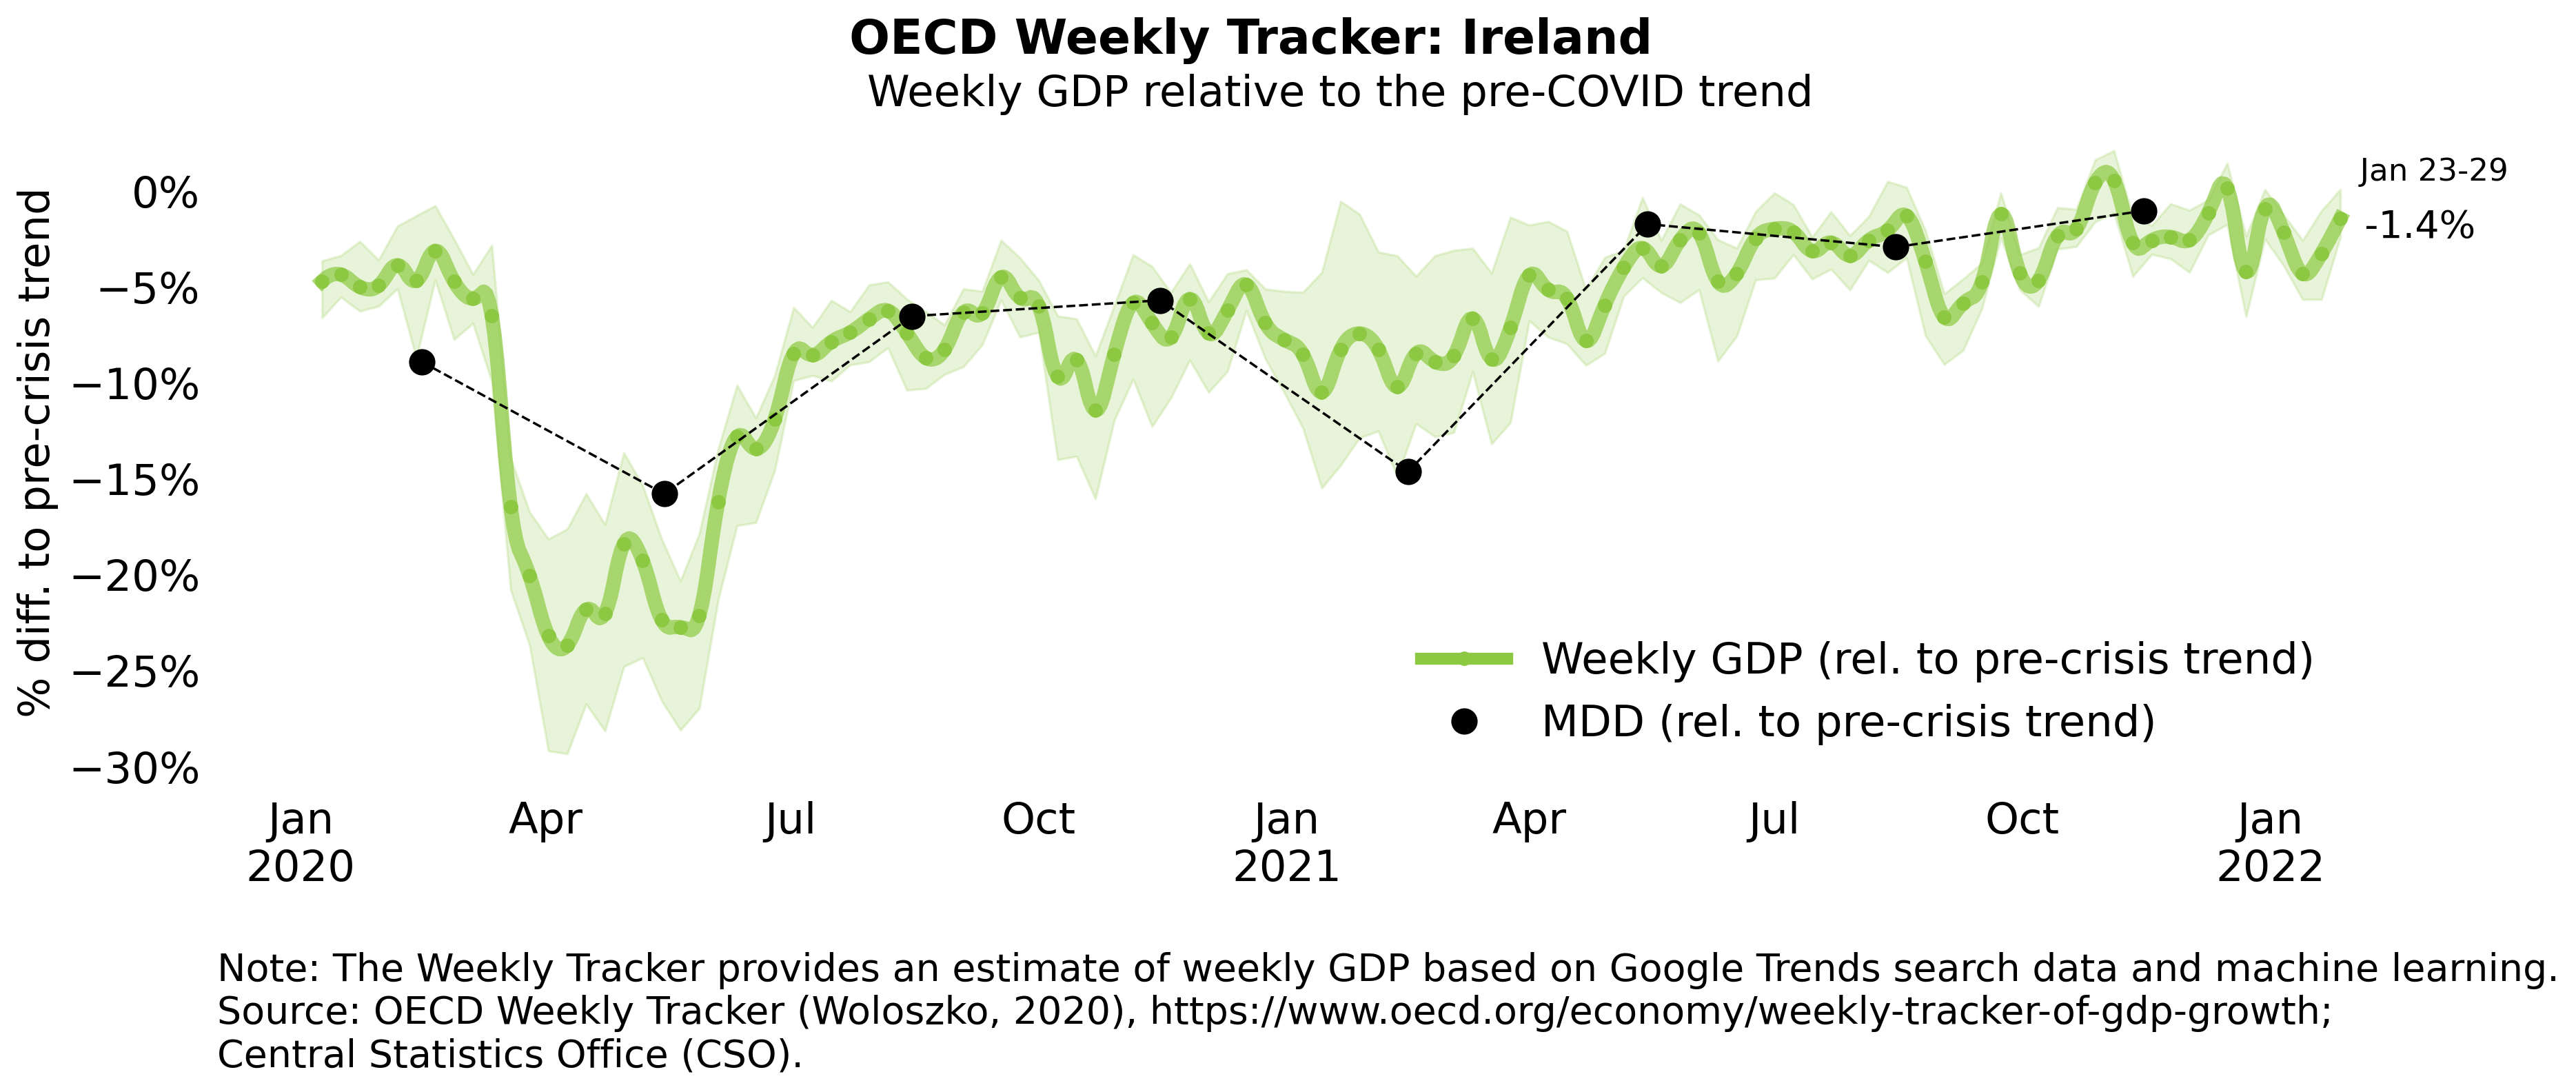 OECD Weekly Tracker: Ireland
Weekly GDP relative to the pre-COVID trend
% diff. to pre-crisis trend
0%
−5%
−10%
−15%
−20%
−25%
−30%
Jan 23-29
-1.4%
Weekly GDP (rel. to pre-crisis trend)
MDD (rel. to pre-crisis trend)
Jan Apr Jul Oct Jan Apr Jul Oct Jan
2020 2021 2022
Note: The Weekly Tracker provides an estimate of weekly GDP based on Google Trends search data and machine learning.
Source: OECD Weekly Tracker (Woloszko, 2020), https://www.oecd.org/economy/weekly-tracker-of-gdp-growth;
Central Statistics Office (CSO).